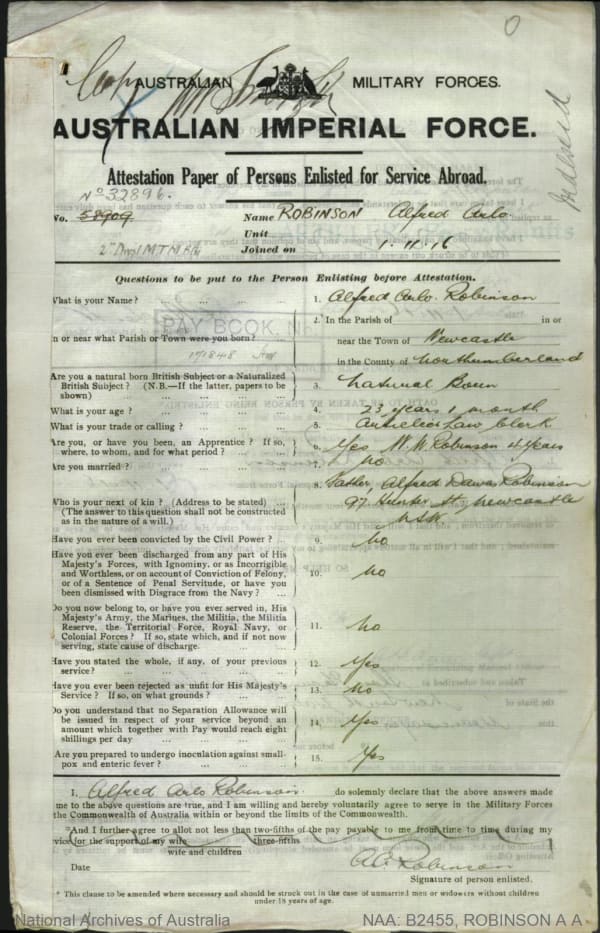 0
Copy
AUSTRALIAN MILITARY FORCES.
AUSTRALIAN IMPERIAL FORCE.
Attestation Paper of Persons Enlisted for Service Abroad.
No 32896.
No. 58909 Name ROBINSON Alfred Arlo.
Unit
Joined on 1.11.16
Questions to be put to the Person Enlisting before Attestation.
What is your Name? ... ... ... 1. Alfred Arlo Robinson
PAY BOOK
2. In the Parish of in or
In or near what Parish or Town were you born? near the Town of Newcastle
in the County of Northumberland
Are you a natural born British Subject or a Naturalized
British Subject? (N.B.—If the latter, papers to be
shown) 3. Natural Born
What is your age? 4. 23 years 1 month
What is your trade or calling? 5. Articled Law Clerk
Are you, or have you been, an Apprentice? If so,
where, to whom, and for what period? 6. Yes W. W. Robinson 4 years
Are you married? 7. No
8. Father, Alfred Dawes Robinson
Who is your next of kin? (Address to be stated) 97 Hunter St, Newcastle
(The answer to this question shall not be constructed
as in the nature of a will.) NSW
Have you ever been convicted by the Civil Power? 9. No
Have you ever been discharged from any part of His
Majesty's Forces, with Ignominy, or as Incorrigible
and Worthless, or on account of Conviction of Felony, 10. No
or of a Sentence of Penal Servitude, or have you
been dismissed with Disgrace from the Navy?
Do you now belong to, or have you ever served in, His
Majesty's Army, the Marines, the Militia, the Militia
Reserve, the Territorial Force, Royal Navy, or 11. No
Colonial Forces? If so, state which, and if not now
serving, state cause of discharge.
Have you stated the whole, if any, of your previous 12. Yes
service?
Have you ever been rejected as unfit for His Majesty's 13. No
Service? If so, on what grounds?
Do you understand that no Separation Allowance will
be issued in respect of your service beyond an 14. Yes
amount which together with Pay would reach eight
shillings per day
Are you prepared to undergo inoculation against small- 15. Yes
pox and enteric fever?
I, Alfred Arlo Robinson do solemnly declare that the above answers made
me to the above questions are true, and I am willing and hereby voluntarily agree to serve in the Military Forces
the Commonwealth of Australia within or beyond the limits of the Commonwealth.
*And I further agree to allot not less than two-fifths of the pay payable to me from time to time during my
three-fifths
vice for the support of my wife
wife and children
Date A A Robinson
Signature of person enlisted.
* This clause to be amended where necessary and should be struck out in the case of unmarried men or widowers without children
under 18 years of age.
National Archives of Australia NAA: B2455, ROBINSON A A